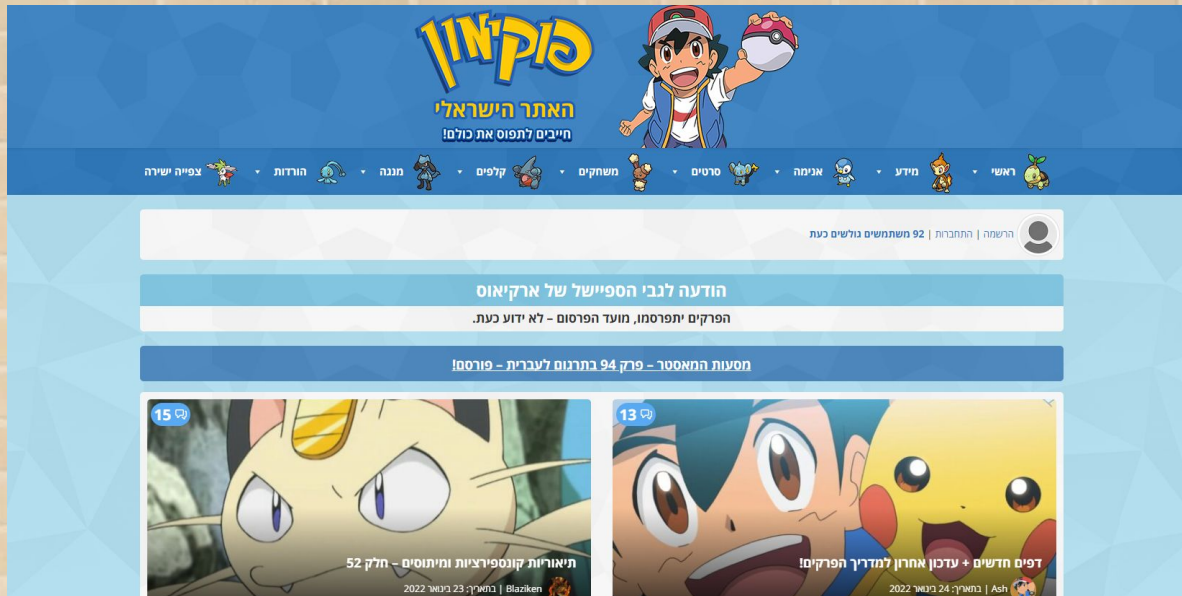 פוקימון
האתר הישראלי
חייבים לתפוס את כולם!
ראשי
מידע
אנימה
סרטים
משחקים
קלפים
מנגה
הורדות
צפייה ישירה
הרשמה | התחברות | 92 משתמשים גולשים כעת
הודעה לגבי הספיישל של ארקיאוס
הפרקים יתפרסמו, מועד הפרסום – לא ידוע כעת.
מסעות המאסטר – פרק 94 בתרגום לעברית – פורסם!
13
דפים חדשים + עדכון אחרון למדריך הפרקים!
Ash | בתאריך: 24 בינואר 2022
15
תיאוריות קונספירציות ומיתוסים – חלק 52
Blaziken | בתאריך: 23 בינואר 2022